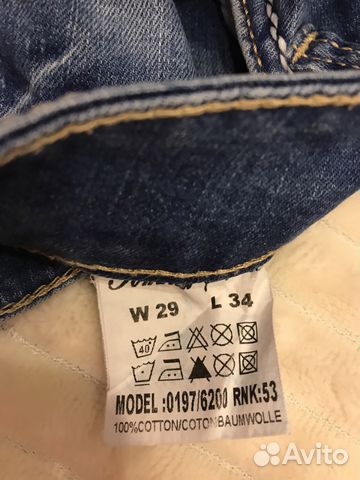 W 29 L 34
40
MODEL :0197/6200 RNK:53
100%COTTON/COTON/BAUMWOLLE
Avito